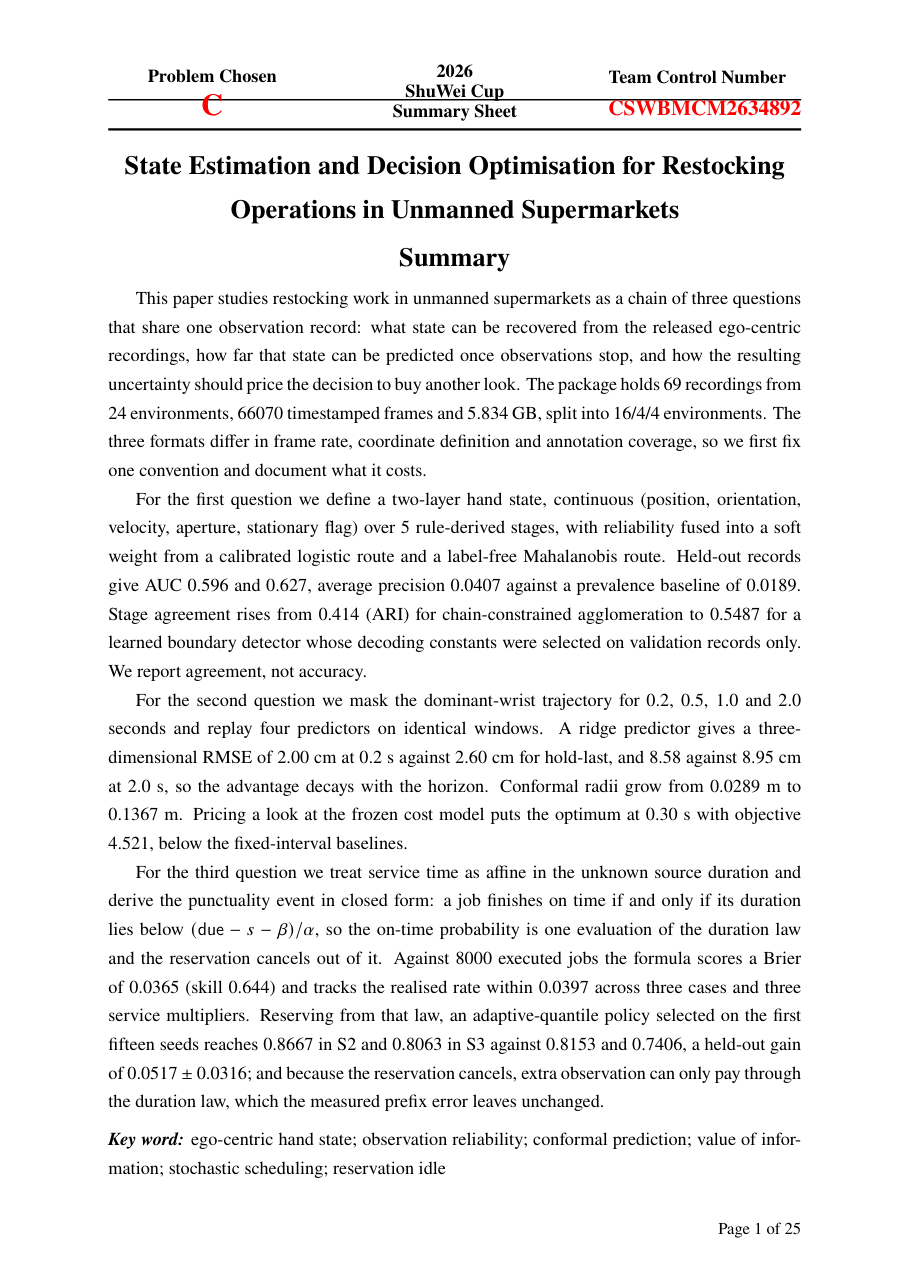 Problem Chosen
C
2026
ShuWei Cup
Summary Sheet
Team Control Number
CSWBMCM2634892
State Estimation and Decision Optimisation for Restocking
Operations in Unmanned Supermarkets
Summary
This paper studies restocking work in unmanned supermarkets as a chain of three questions
that share one observation record: what state can be recovered from the released ego-centric
recordings, how far that state can be predicted once observations stop, and how the resulting
uncertainty should price the decision to buy another look. The package holds 69 recordings from
24 environments, 66070 timestamped frames and 5.834 GB, split into 16/4/4 environments. The
three formats differ in frame rate, coordinate definition and annotation coverage, so we first fix
one convention and document what it costs.
For the first question we define a two-layer hand state, continuous (position, orientation,
velocity, aperture, stationary flag) over 5 rule-derived stages, with reliability fused into a soft
weight from a calibrated logistic route and a label-free Mahalanobis route. Held-out records
give AUC 0.596 and 0.627, average precision 0.0407 against a prevalence baseline of 0.0189.
Stage agreement rises from 0.414 (ARI) for chain-constrained agglomeration to 0.5487 for a
learned boundary detector whose decoding constants were selected on validation records only.
We report agreement, not accuracy.
For the second question we mask the dominant-wrist trajectory for 0.2, 0.5, 1.0 and 2.0
seconds and replay four predictors on identical windows. A ridge predictor gives a three-
dimensional RMSE of 2.00 cm at 0.2 s against 2.60 cm for hold-last, and 8.58 against 8.95 cm
at 2.0 s, so the advantage decays with the horizon. Conformal radii grow from 0.0289 m to
0.1367 m. Pricing a look at the frozen cost model puts the optimum at 0.30 s with objective
4.521, below the fixed-interval baselines.
For the third question we treat service time as affine in the unknown source duration and
derive the punctuality event in closed form: a job finishes on time if and only if its duration
lies below (due − s − β)/α, so the on-time probability is one evaluation of the duration law
and the reservation cancels out of it. Against 8000 executed jobs the formula scores a Brier
of 0.0365 (skill 0.644) and tracks the realised rate within 0.0397 across three cases and three
service multipliers. Reserving from that law, an adaptive-quantile policy selected on the first
fifteen seeds reaches 0.8667 in S2 and 0.8063 in S3 against 0.8153 and 0.7406, a held-out gain
of 0.0517 ± 0.0316; and because the reservation cancels, extra observation can only pay through
the duration law, which the measured prefix error leaves unchanged.
Key word: ego-centric hand state; observation reliability; conformal prediction; value of infor-
mation; stochastic scheduling; reservation idle
Page 1 of 25